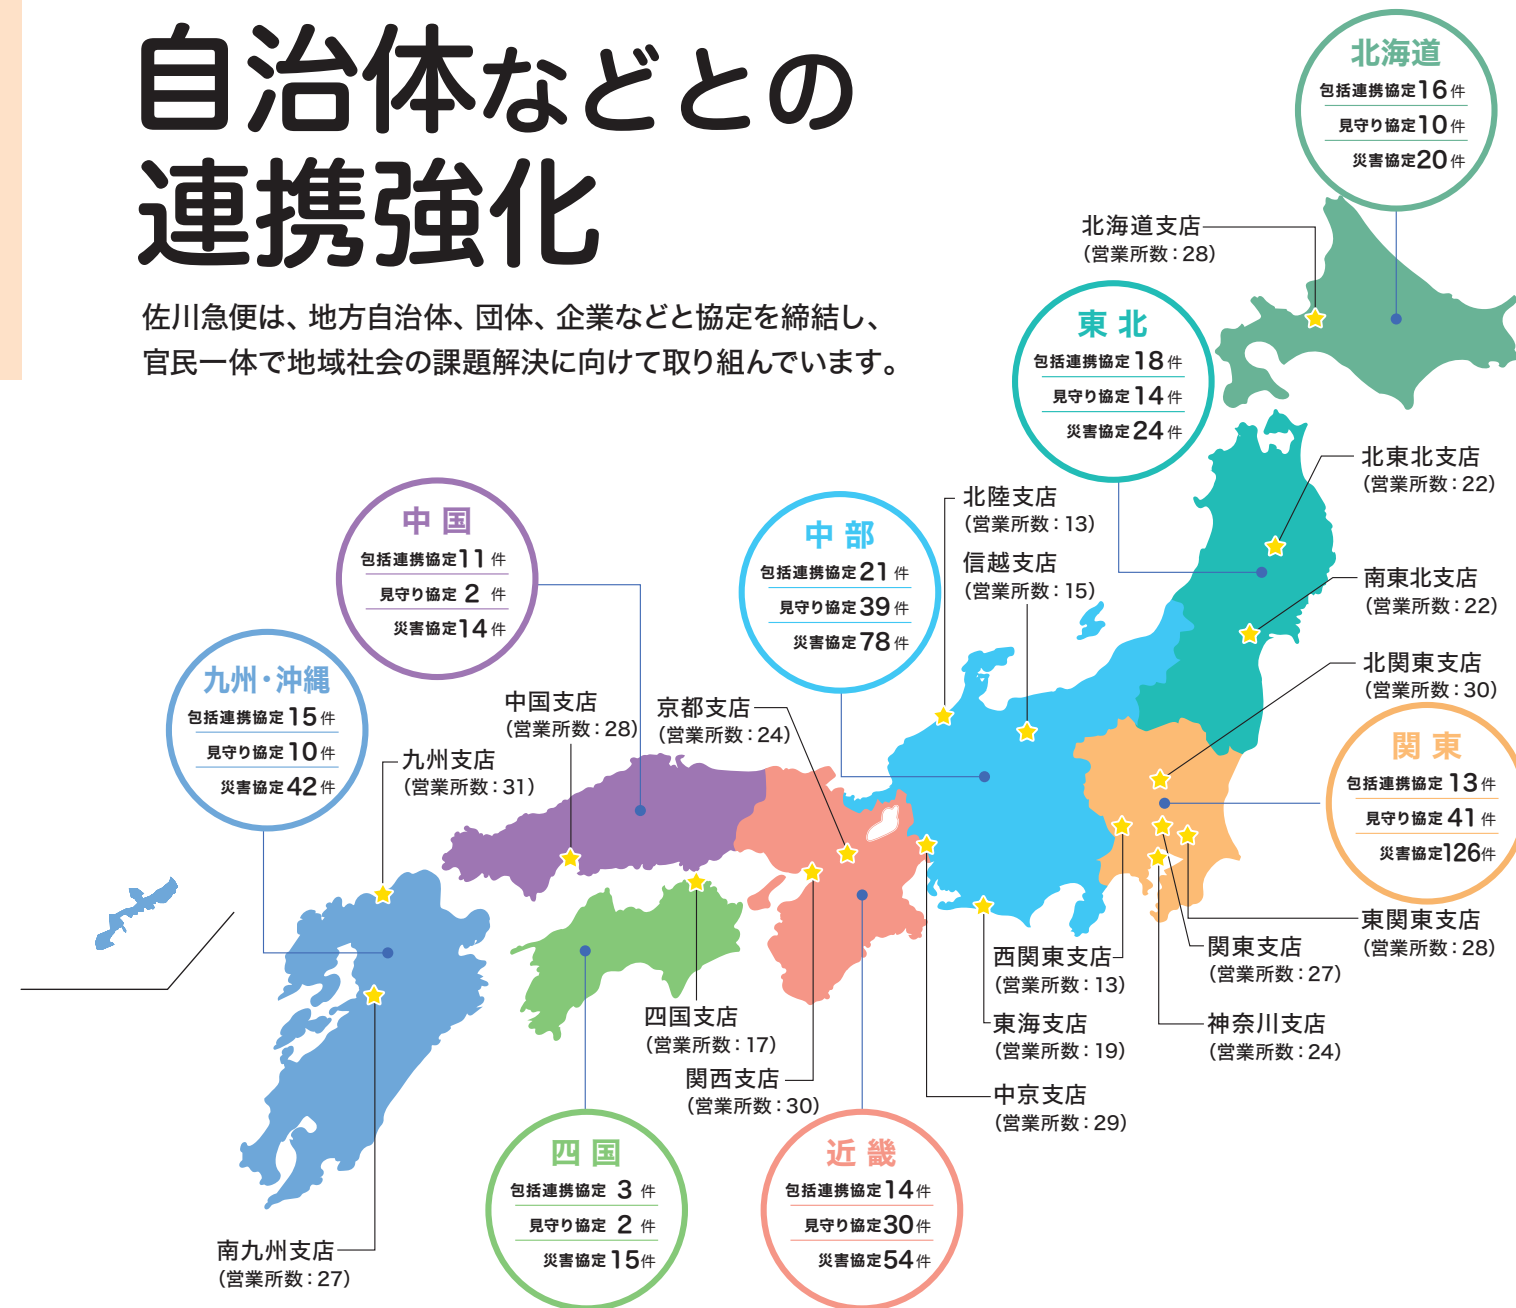 自治体などとの
連携強化
佐川急便は、地方自治体、団体、企業などと協定を締結し、
官民一体で地域社会の課題解決に向けて取り組んでいます。
北海道
包括連携協定16件
見守り協定10件
災害協定20件
北海道支店
（営業所数：28）
東北
包括連携協定18件
見守り協定14件
災害協定24件
北東北支店
（営業所数：22）
南東北支店
（営業所数：22）
北関東支店
（営業所数：30）
関東
包括連携協定13件
見守り協定41件
災害協定126件
東関東支店
（営業所数：28）
関東支店
（営業所数：27）
神奈川支店
（営業所数：24）
西関東支店
（営業所数：13）
北陸支店
（営業所数：13）
信越支店
（営業所数：15）
中部
包括連携協定21件
見守り協定39件
災害協定78件
東海支店
（営業所数：19）
中京支店
（営業所数：29）
京都支店
（営業所数：24）
関西支店
（営業所数：30）
近畿
包括連携協定14件
見守り協定30件
災害協定54件
中国
包括連携協定11件
見守り協定2件
災害協定14件
中国支店
（営業所数：28）
四国支店
（営業所数：17）
四国
包括連携協定3件
見守り協定2件
災害協定15件
九州・沖縄
包括連携協定15件
見守り協定10件
災害協定42件
九州支店
（営業所数：31）
南九州支店
（営業所数：27）